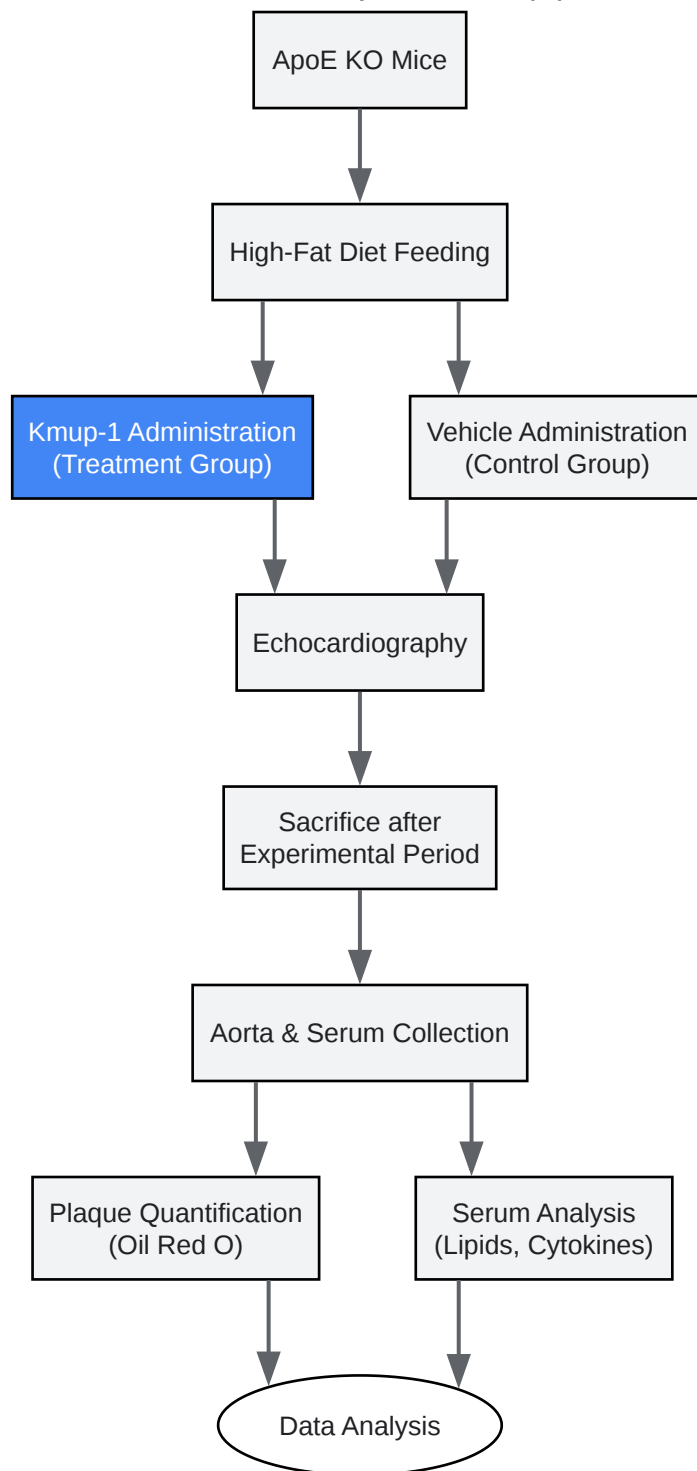 ApoE KO Mice
High-Fat Diet Feeding
Kmup-1 Administration
(Treatment Group)
Vehicle Administration
(Control Group)
Echocardiography
Sacrifice after
Experimental Period
Aorta & Serum Collection
Plaque Quantification
(Oil Red O)
Serum Analysis
(Lipids, Cytokines)
Data Analysis